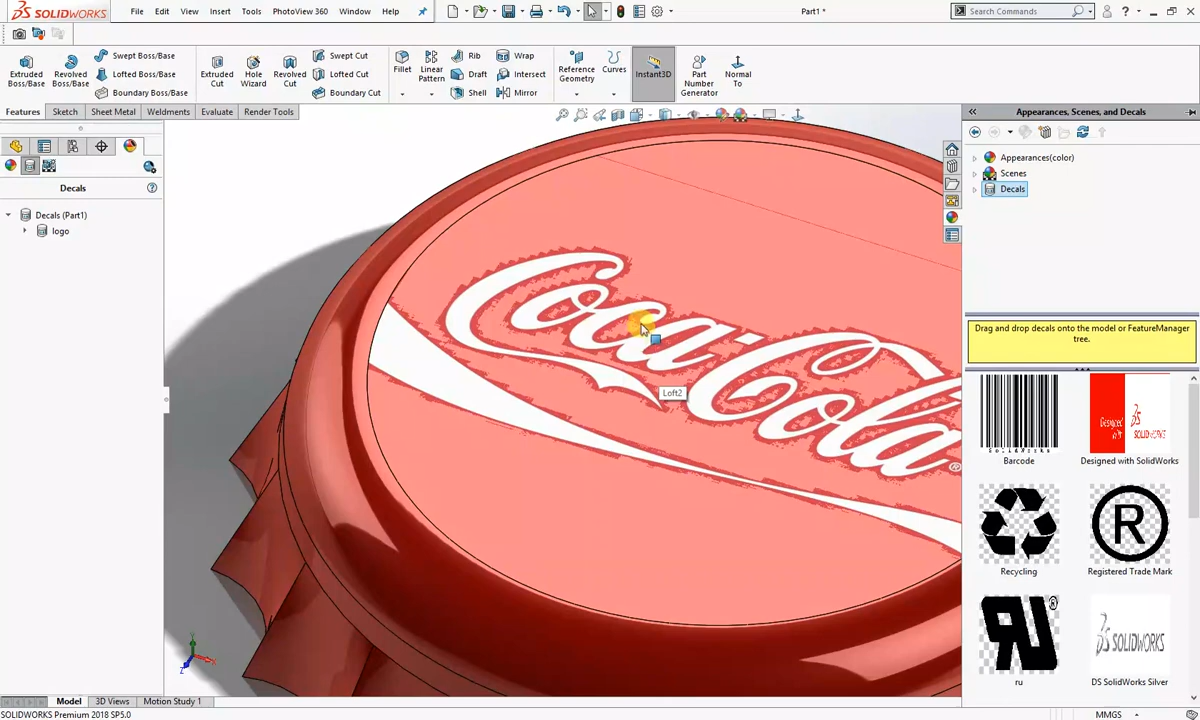 SOLIDWORKS File Edit View Insert Tools PhotoView 360 Window Help Part1 * Search Commands
Extruded Boss/Base
Revolved Boss/Base
Swept Boss/Base
Lofted Boss/Base
Boundary Boss/Base
Extruded Cut
Hole Wizard
Revolved Cut
Swept Cut
Lofted Cut
Boundary Cut
Fillet
Linear Pattern
Rib
Draft
Shell
Wrap
Intersect
Mirror
Reference Geometry
Curves
Instant3D
Part Number Generator
Normal To
Features Sketch Sheet Metal Weldments Evaluate Render Tools
Decals
Decals (Part1)
logo
Coca-Cola ®
Loft2
Appearances, Scenes, and Decals
Appearances(color)
Scenes
Decals
Drag and drop decals onto the model or FeatureManager
tree.
SOLIDWORKS
Barcode
Designed with SOLIDWORKS
Designed with SolidWorks
Recycling
R
Registered Trade Mark
®
ru
SOLIDWORKS
DS SolidWorks Silver
Y
X
Z
Model 3D Views Motion Study 1
SOLIDWORKS Premium 2018 SP5.0 MMGS